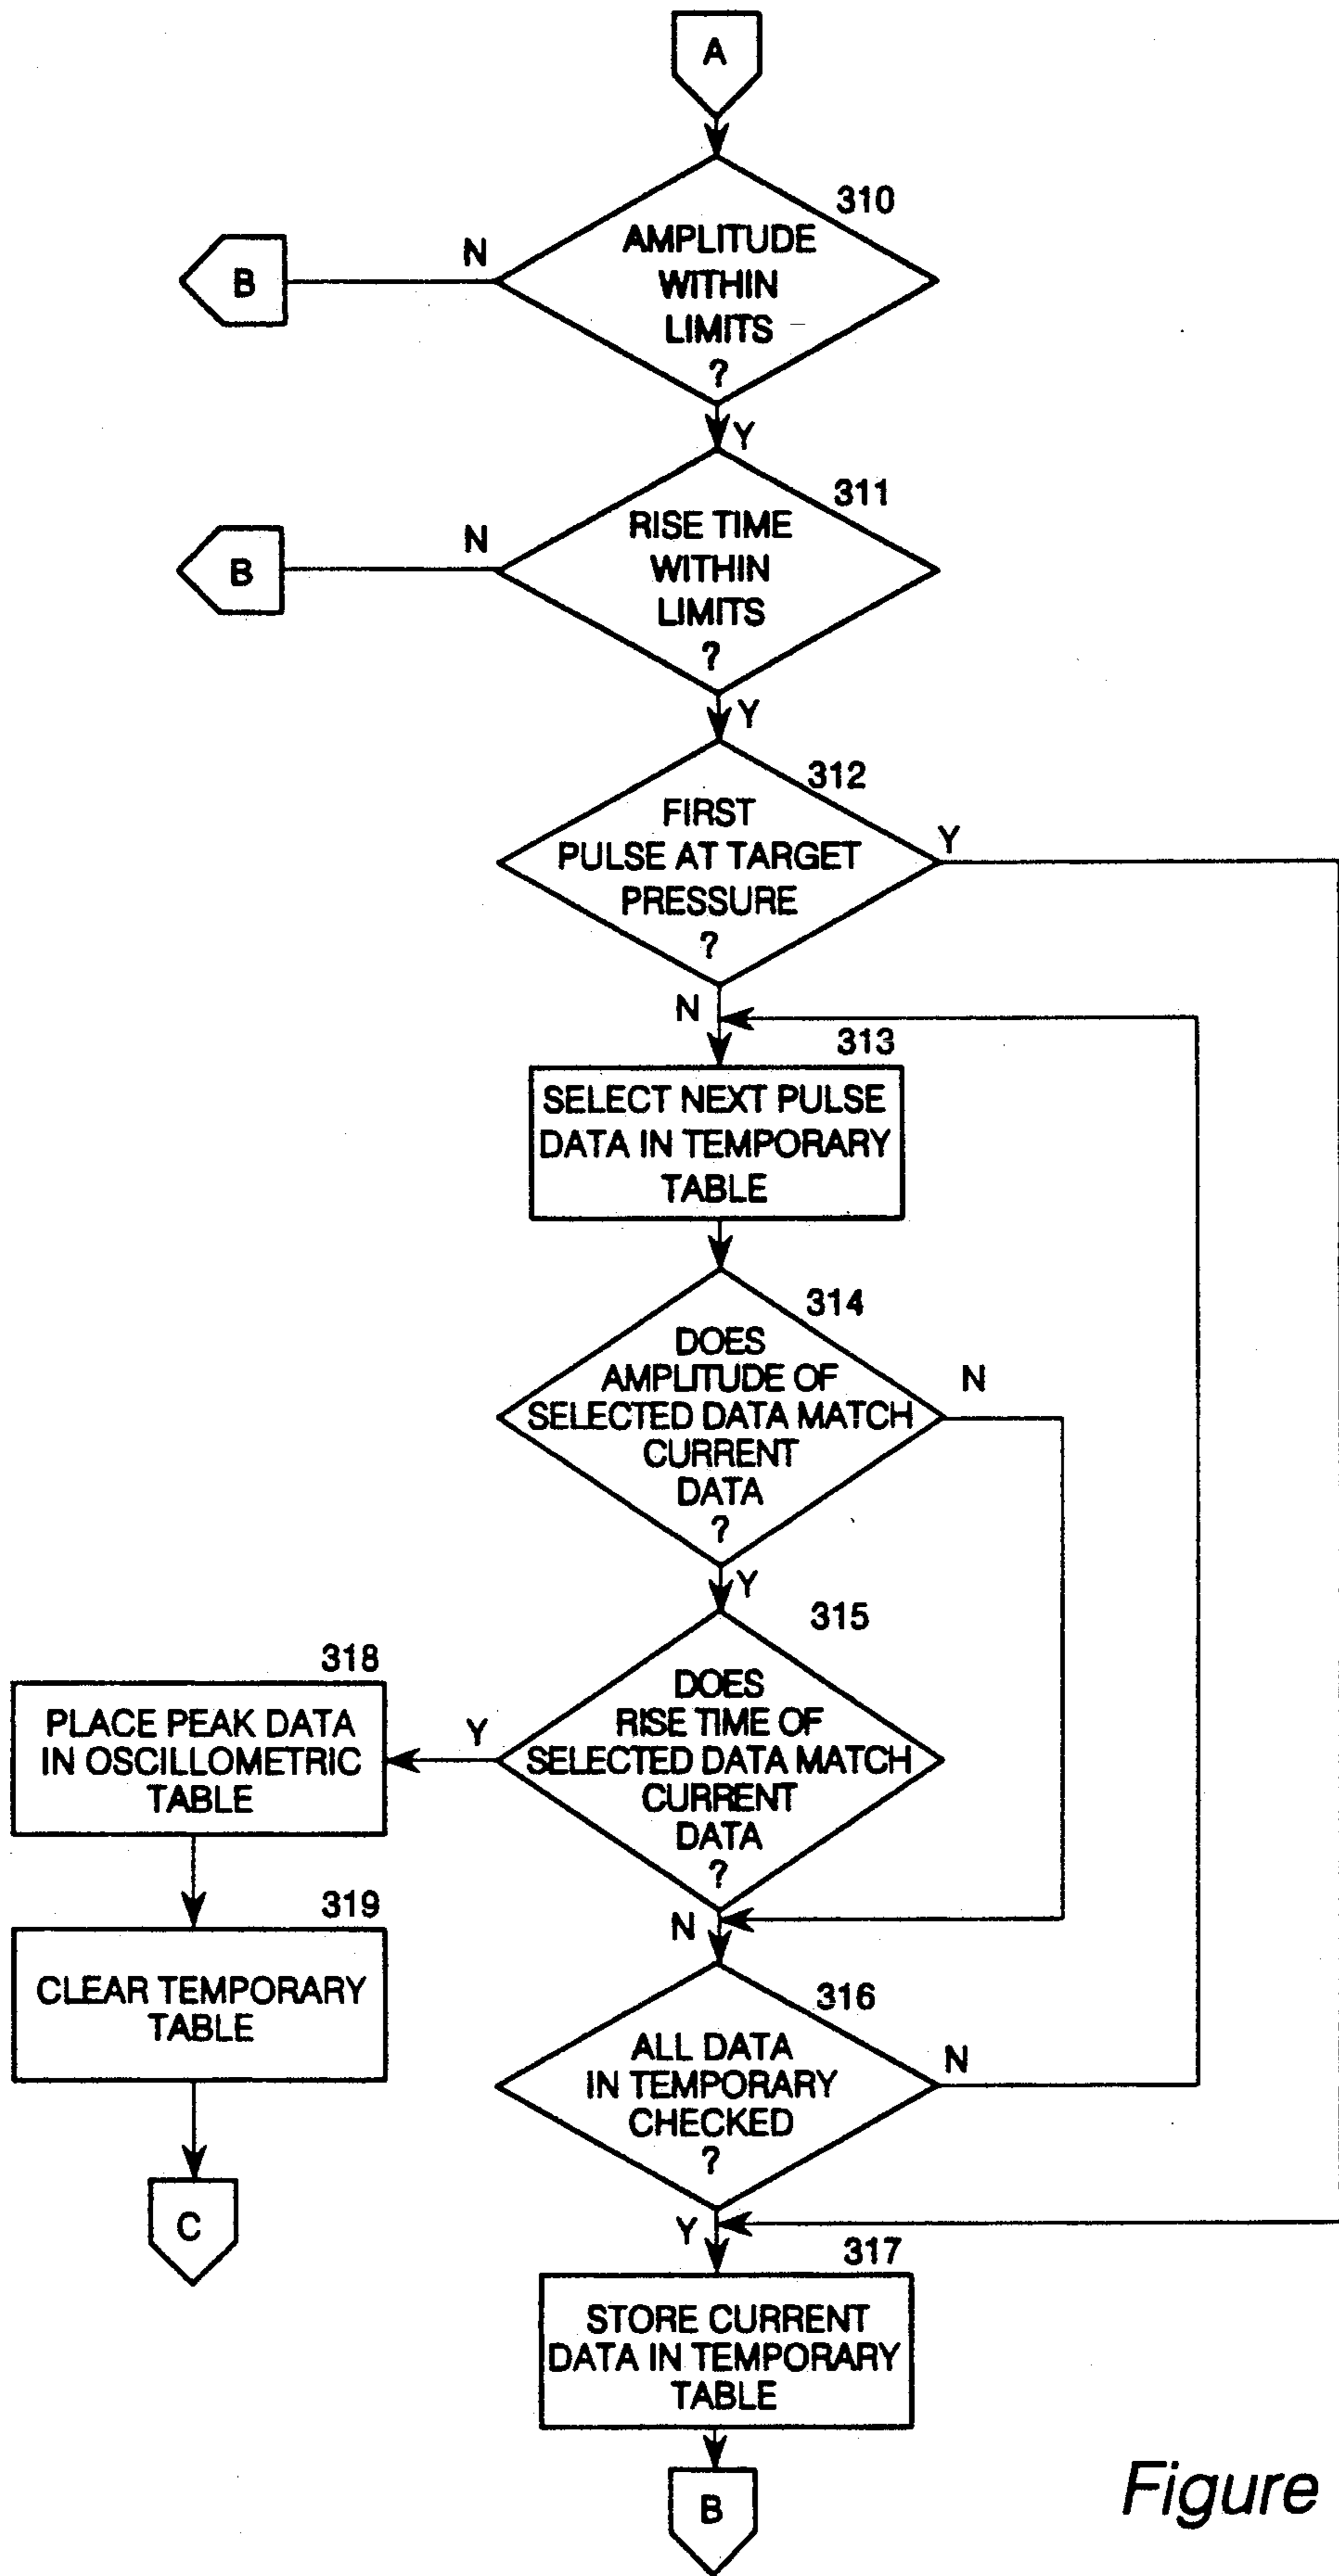 A
310
AMPLITUDE
WITHIN
LIMITS
?
N
B
Y
311
RISE TIME
WITHIN
LIMITS
?
N
B
Y
312
FIRST
PULSE AT TARGET
PRESSURE
?
Y
N
313
SELECT NEXT PULSE
DATA IN TEMPORARY
TABLE
314
DOES
AMPLITUDE OF
SELECTED DATA MATCH
CURRENT
DATA
?
N
Y
315
DOES
RISE TIME OF
SELECTED DATA MATCH
CURRENT
DATA
?
Y
318
PLACE PEAK DATA
IN OSCILLOMETRIC
TABLE
319
CLEAR TEMPORARY
TABLE
C
N
316
ALL DATA
IN TEMPORARY
CHECKED
?
N
Y
317
STORE CURRENT
DATA IN TEMPORARY
TABLE
B
Figure